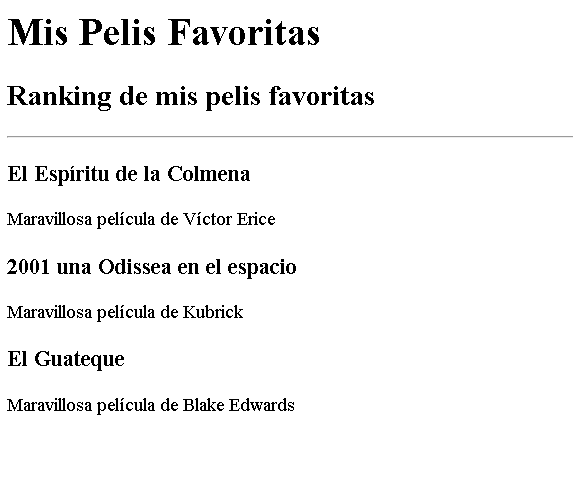 Mis Pelis Favoritas
Ranking de mis pelis favoritas
El Espíritu de la Colmena
Maravillosa película de Víctor Erice
2001 una Odissea en el espacio
Maravillosa película de Kubrick
El Guateque
Maravillosa película de Blake Edwards